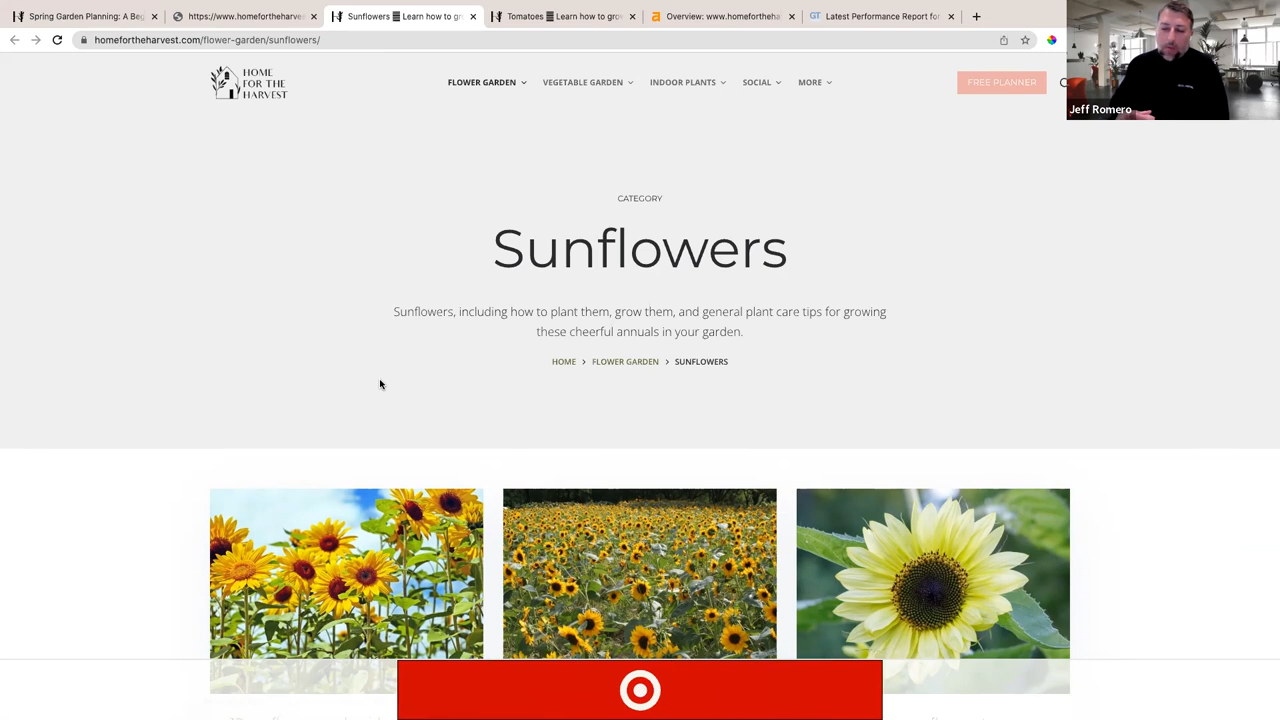 Spring Garden Planning: A Beg
https://www.homefortheharves
Sunflowers 🌻 Learn how to gr
Tomatoes 🍅 Learn how to grow
Overview: www.homefortheha
Latest Performance Report for
homefortheharvest.com/flower-garden/sunflowers/
HOME
FOR THE
HARVEST
FLOWER GARDEN
VEGETABLE GARDEN
INDOOR PLANTS
SOCIAL
MORE
FREE PLANNER
Jeff Romero
CATEGORY
Sunflowers
Sunflowers, including how to plant them, grow them, and general plant care tips for growing
these cheerful annuals in your garden.
HOME > FLOWER GARDEN > SUNFLOWERS